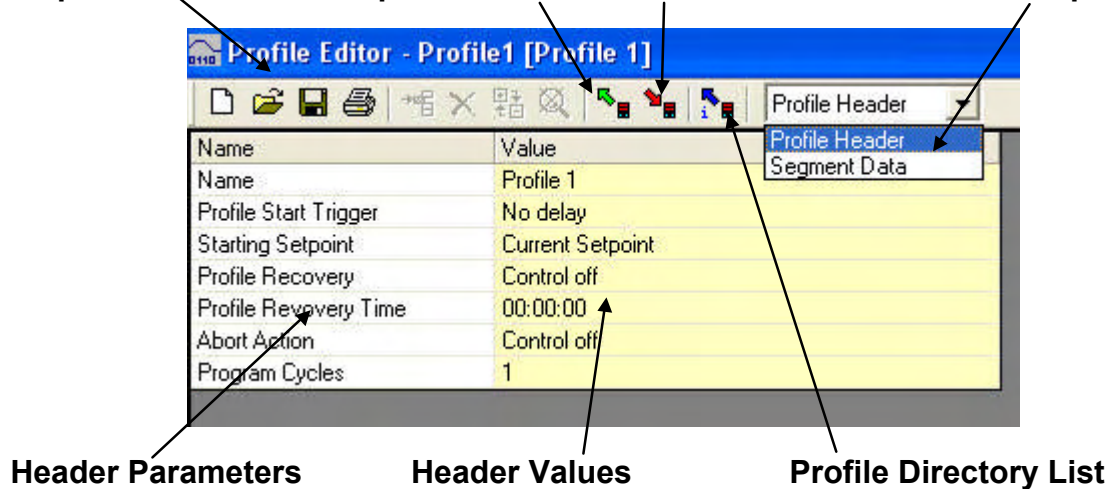 Profile Editor - Profile1 [Profile 1]
Profile Header
Profile Header
Segment Data
Name Value
Name Profile 1
Profile Start Trigger No delay
Starting Setpoint Current Setpoint
Profile Recovery Control off
Profile Revovery Time 00:00:00
Abort Action Control off
Program Cycles 1
Header Parameters Header Values Profile Directory List